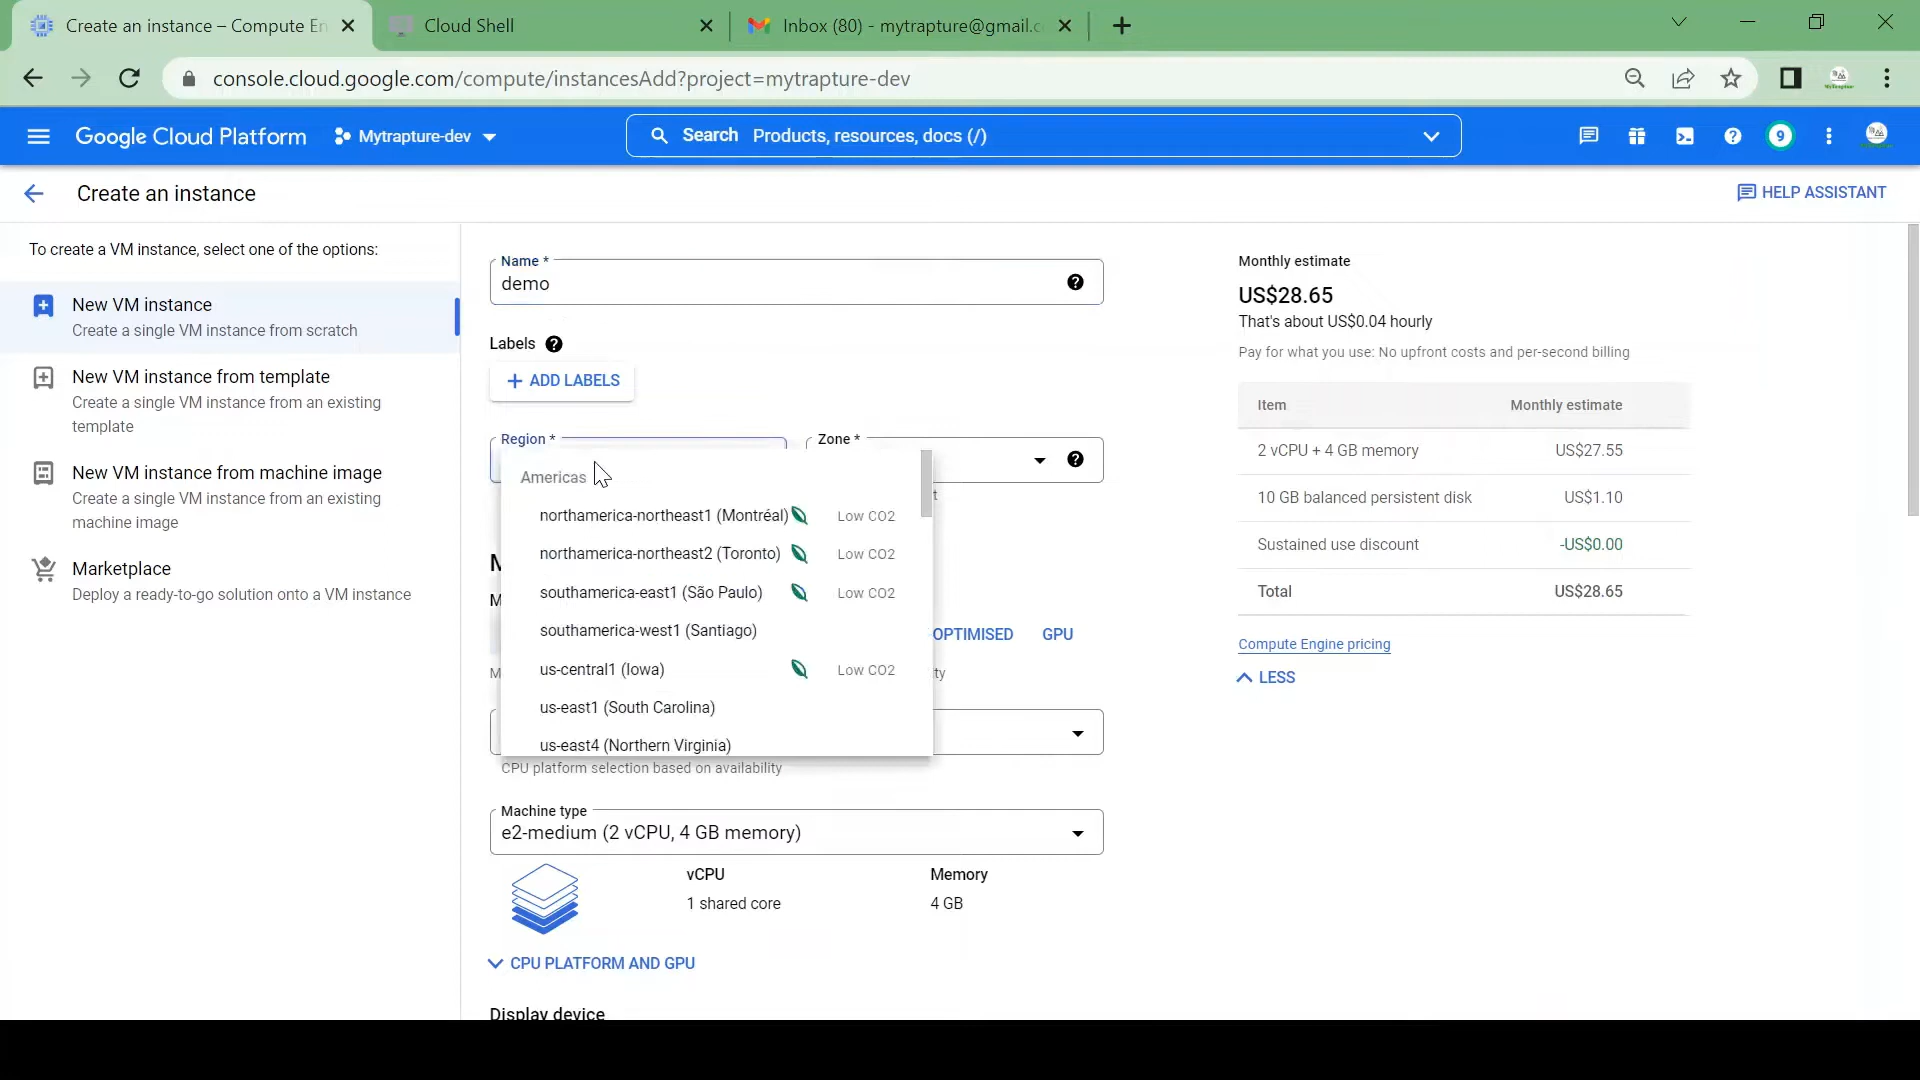 Create an instance – Compute En
Cloud Shell
Inbox (80) - mytrapture@gmail.c
console.cloud.google.com/compute/instancesAdd?project=mytrapture-dev
Google Cloud Platform
Mytrapture-dev
Search Products, resources, docs (/)
9
Create an instance
HELP ASSISTANT
To create a VM instance, select one of the options:
New VM instance
Create a single VM instance from scratch
New VM instance from template
Create a single VM instance from an existing
template
New VM instance from machine image
Create a single VM instance from an existing
machine image
Marketplace
Deploy a ready-to-go solution onto a VM instance
Name *
demo
Labels
+ ADD LABELS
Region *
Zone *
Americas
northamerica-northeast1 (Montréal) Low CO2
northamerica-northeast2 (Toronto) Low CO2
southamerica-east1 (São Paulo) Low CO2
southamerica-west1 (Santiago)
us-central1 (Iowa) Low CO2
us-east1 (South Carolina)
us-east4 (Northern Virginia)
OPTIMISED
GPU
CPU platform selection based on availability
Machine type
e2-medium (2 vCPU, 4 GB memory)
vCPU
Memory
1 shared core
4 GB
CPU PLATFORM AND GPU
Display device
Monthly estimate
US$28.65
That's about US$0.04 hourly
Pay for what you use: No upfront costs and per-second billing
Item Monthly estimate
2 vCPU + 4 GB memory US$27.55
10 GB balanced persistent disk US$1.10
Sustained use discount -US$0.00
Total US$28.65
Compute Engine pricing
LESS